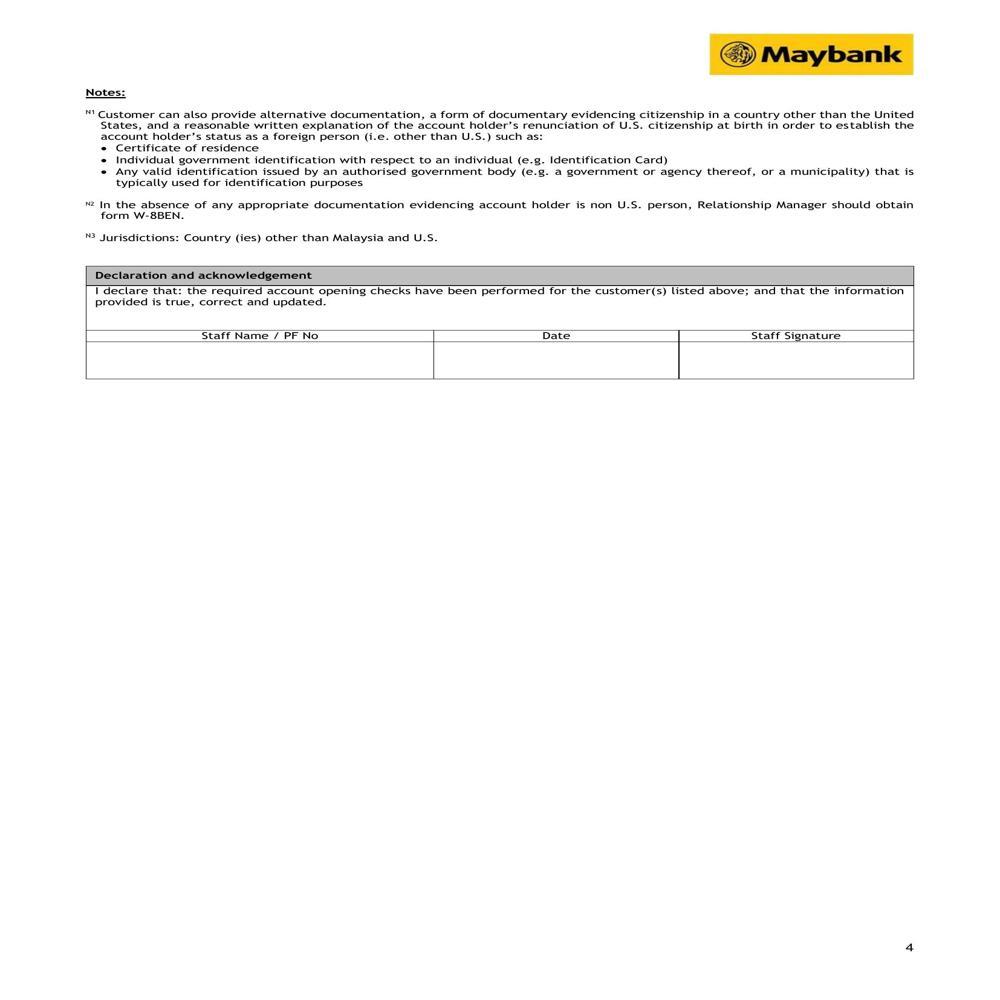 Maybank
Notes:
N1 Customer can also provide alternative documentation, a form of documentary evidencing citizenship in a country other than the United
States, and a reasonable written explanation of the account holder's renunciation of U.S. citizenship at birth in order to establish the
account holder's status as a foreign person (i.e. other than U.S.) such as:
• Certificate of residence
• Individual government identification with respect to an individual (e.g. Identification Card)
• Any valid identification issued by an authorised government body (e.g. a government or agency thereof, or a municipality) that is
typically used for identification purposes
N2 In the absence of any appropriate documentation evidencing account holder is non U.S. person, Relationship Manager should obtain
form W-8BEN.
N3 Jurisdictions: Country (ies) other than Malaysia and U.S.
Declaration and acknowledgement
I declare that: the required account opening checks have been performed for the customer(s) listed above; and that the information
provided is true, correct and updated.
Staff Name / PF No Date Staff Signature
4